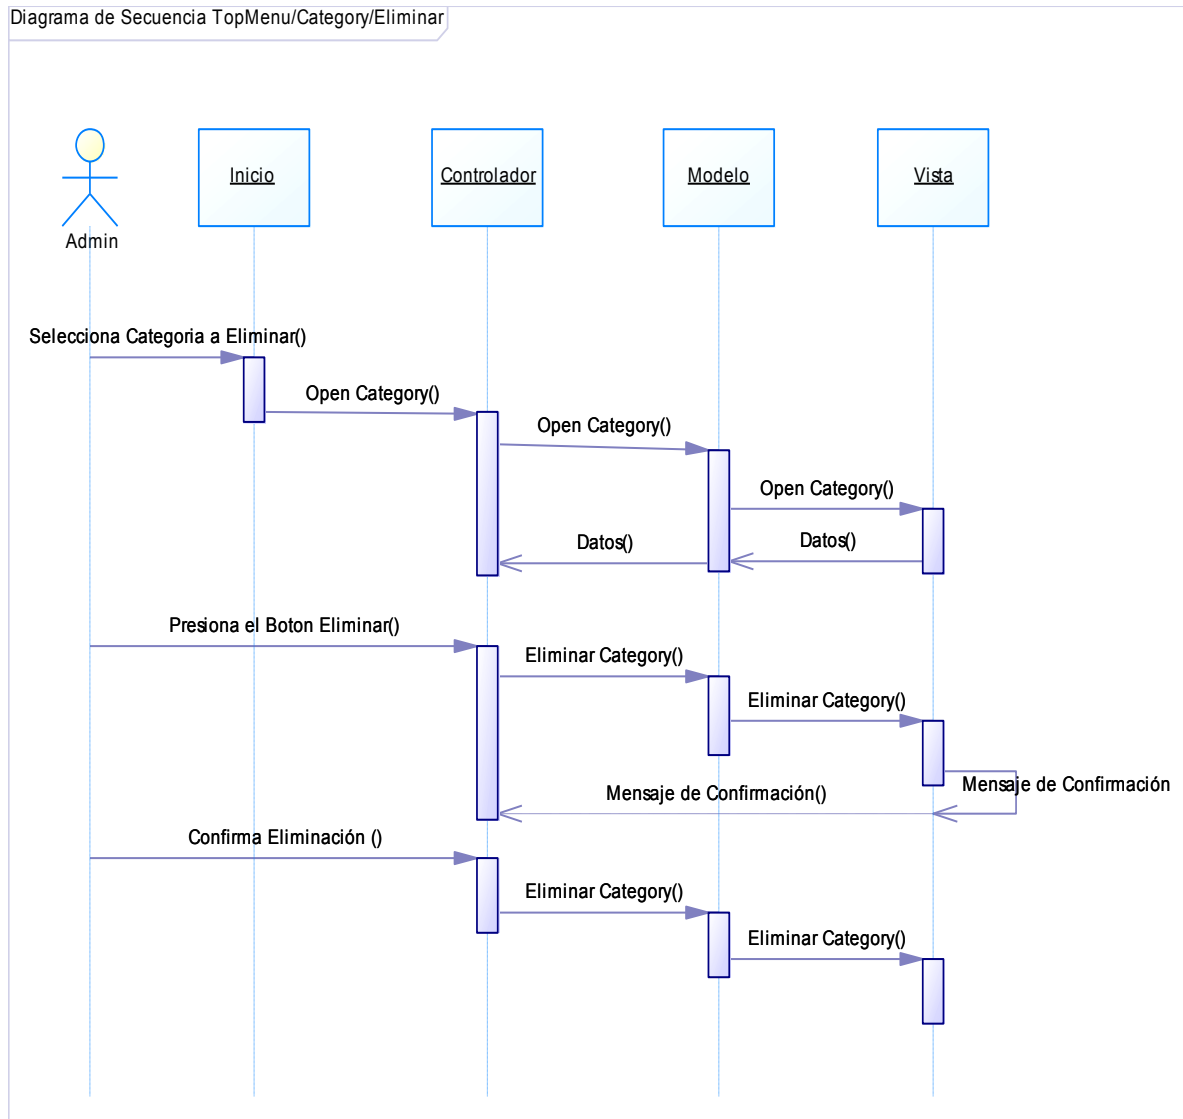 Diagrama de Secuencia TopMenu/Category/Eliminar
Inicio
Controlador
Modelo
Vista
Admin
Selecciona Categoria a Eliminar()
Open Category()
Open Category()
Open Category()
Datos()
Datos()
Presiona el Boton Eliminar()
Eliminar Category()
Eliminar Category()
Mensaje de Confirmación
Mensaje de Confirmación()
Confirma Eliminación ()
Eliminar Category()
Eliminar Category()